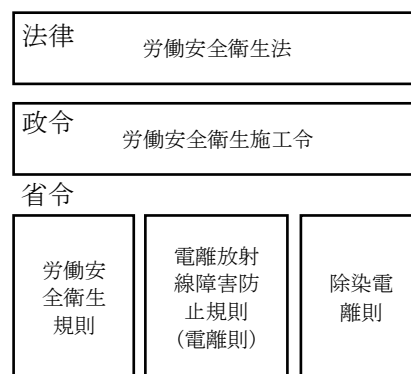 法律
労働安全衛生法
政令
労働安全衛生施工令
省令
労働安
全衛生
規則
電離放射
線障害防
止規則
（電離則）
除染電
離則